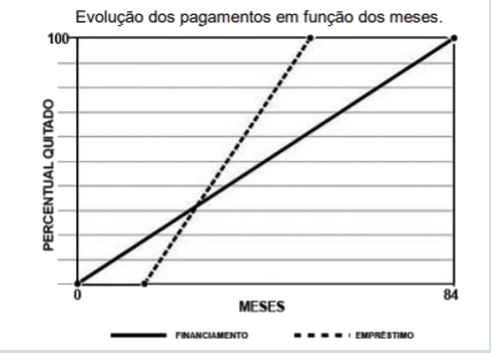 Evolução dos pagamentos em função dos meses.
100
PERCENTUAL QUITADO
0
84
MESES
FINANCIAMENTO
EMPRÉSTIMO